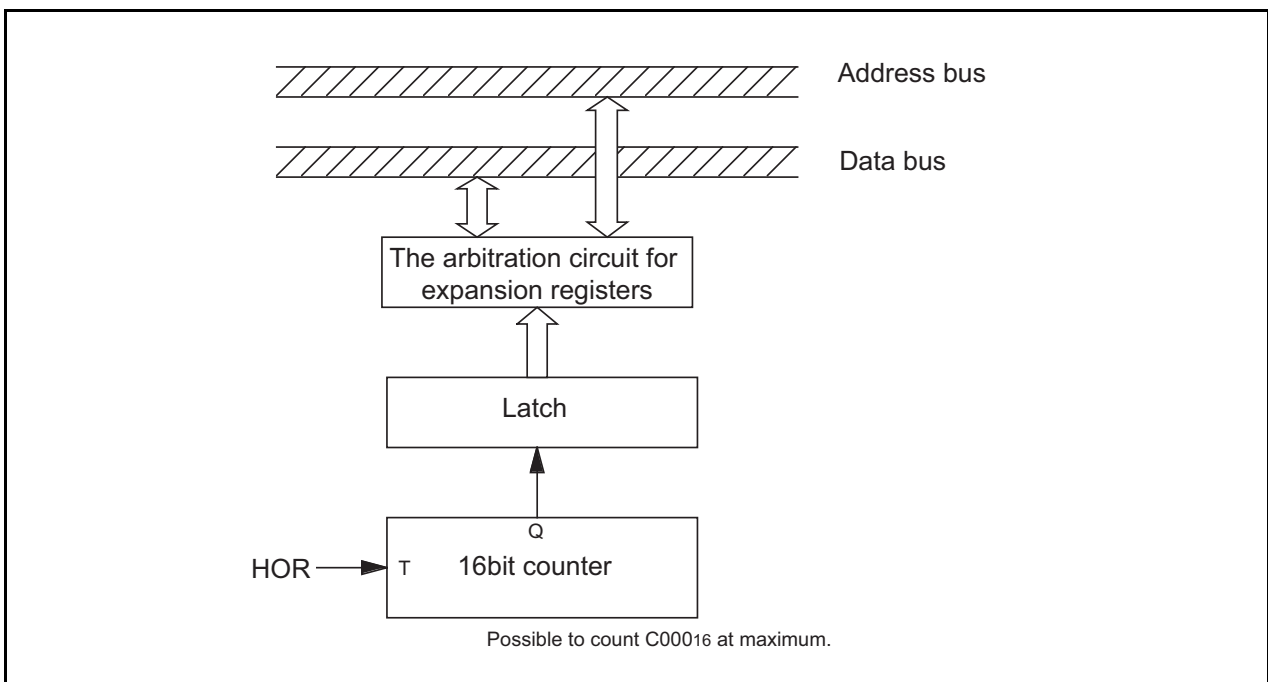 Address bus
Data bus
The arbitration circuit for
expansion registers
Latch
Q
HOR
T
16bit counter
Possible to count C00016 at maximum.